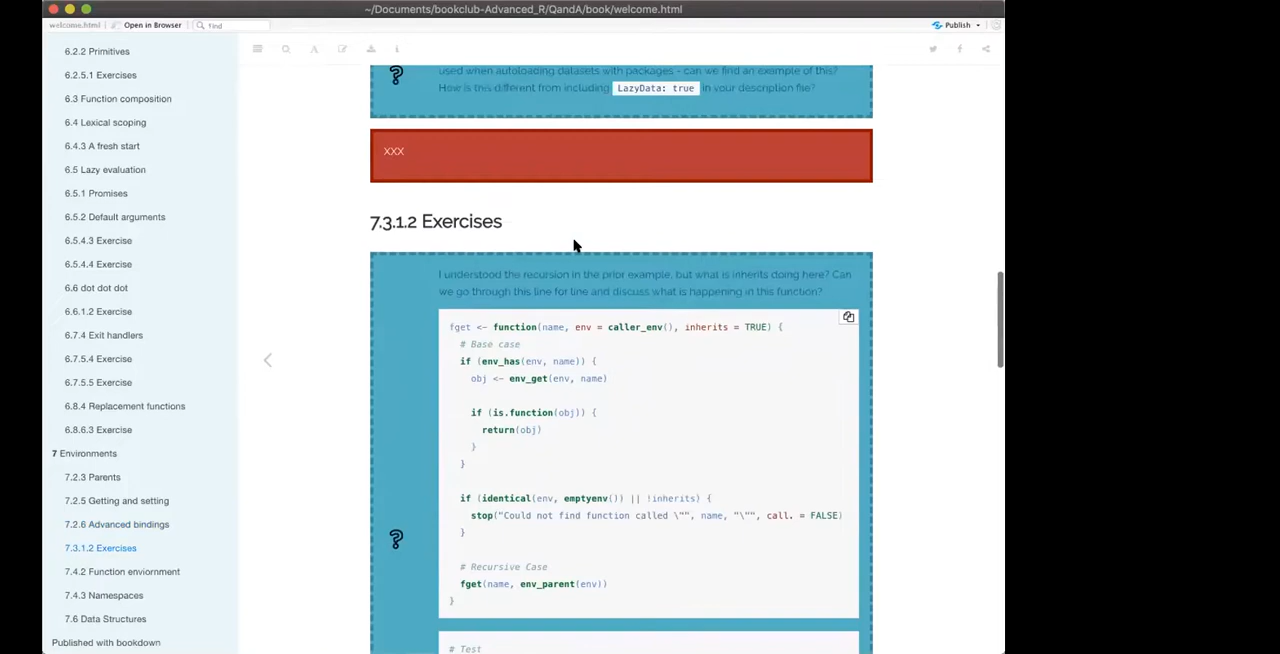 ~/Documents/bookclub-Advanced_R/QandA/book/welcome.html
welcome.html
Open in Browser
Find
Publish
6.2.2 Primitives
6.2.5.1 Exercises
6.3 Function composition
6.4 Lexical scoping
6.4.3 A fresh start
6.5 Lazy evaluation
6.5.1 Promises
6.5.2 Default arguments
6.5.4.3 Exercise
6.5.4.4 Exercise
6.6 dot dot dot
6.6.1.2 Exercise
6.7.4 Exit handlers
6.7.5.4 Exercise
6.7.5.5 Exercise
6.8.4 Replacement functions
6.8.6.3 Exercise
7 Environments
7.2.3 Parents
7.2.5 Getting and setting
7.2.6 Advanced bindings
7.3.1.2 Exercises
7.4.2 Function enviornment
7.4.3 Namespaces
7.6 Data Structures
Published with bookdown
used when autoloading datasets with packages - can we find an example of this?
How is this different from including LazyData: true in your description file?
XXX
7.3.1.2 Exercises
I understood the recursion in the prior example, but what is inherits doing here? Can
we go through this line for line and discuss what is happening in this function?
fget <- function(name, env = caller_env(), inherits = TRUE) {
# Base case
if (env_has(env, name)) {
obj <- env_get(env, name)
if (is.function(obj)) {
return(obj)
}
}
if (identical(env, emptyenv()) || !inherits) {
stop("Could not find function called \"", name, "\"", call. = FALSE)
}
# Recursive Case
fget(name, env_parent(env))
}
# Test